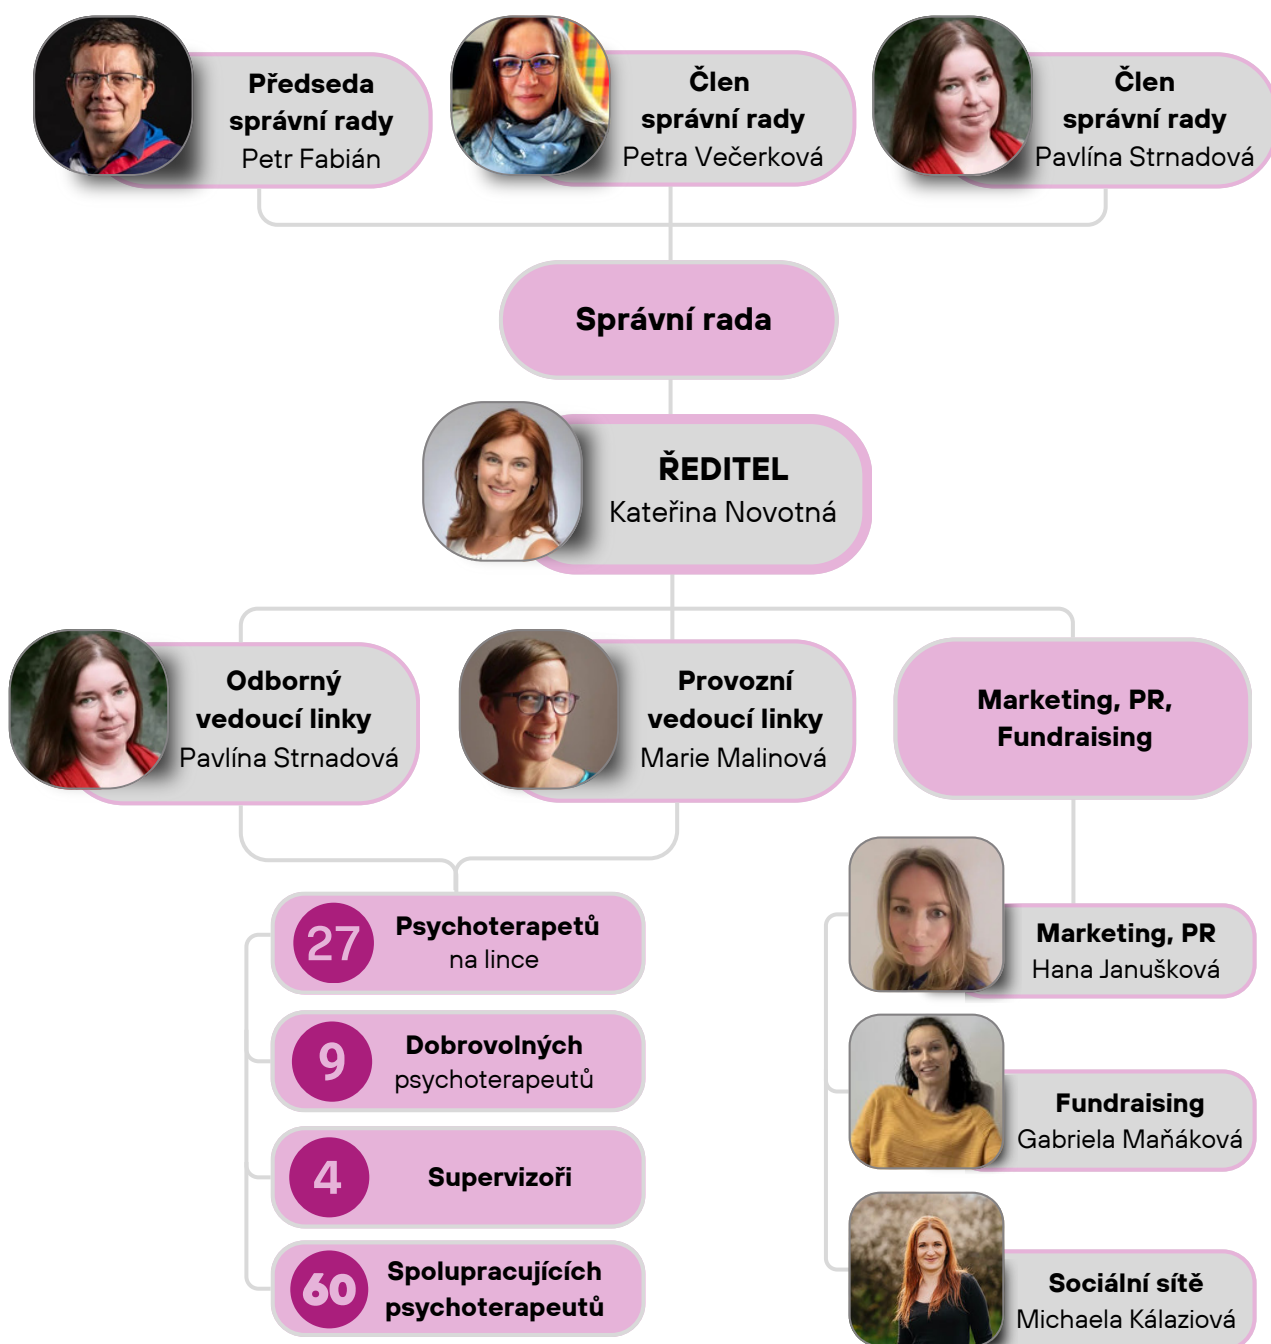 Předseda
správní rady
Petr Fabián
Člen
správní rady
Petra Večerková
Člen
správní rady
Pavlína Strnadová
Správní rada
ŘEDITEL
Kateřina Novotná
Odborný
vedoucí linky
Pavlína Strnadová
Provozní
vedoucí linky
Marie Malinová
Marketing, PR,
Fundraising
27
Psychoterapetů
na lince
9
Dobrovolných
psychoterapeutů
4
Supervizoři
60
Spolupracujících
psychoterapeutů
Marketing, PR
Hana Janušková
Fundraising
Gabriela Maňáková
Sociální sítě
Michaela Kálaziová